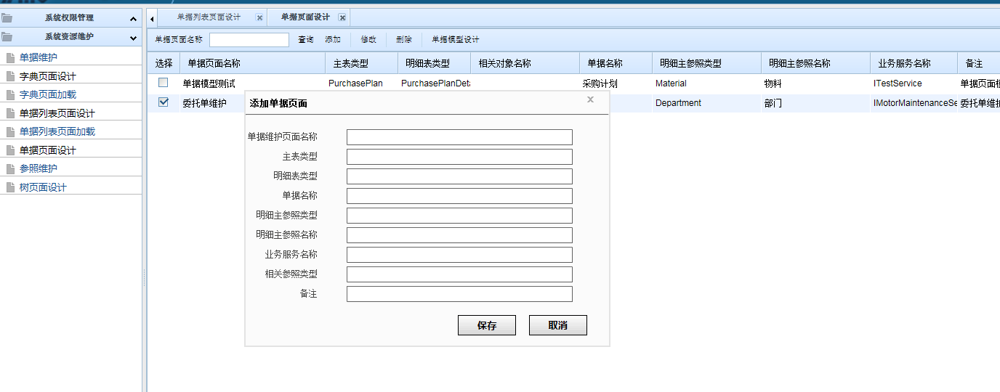 系统权限管理
系统资源维护
单据维护
字典页面设计
字典页面加载
单据列表页面设计
单据列表页面加载
单据页面设计
参照维护
树页面设计
单据列表页面设计 单据页面设计
单据页面名称 查询 添加 修改 删除 单据模型设计
选择 单据页面名称 主表类型 明细表类型 相关对象名称 单据名称 明细主参照类型 明细主参照名称 业务服务名称 备注
单据模型测试 PurchasePlan PurchasePlanDeta 采购计划 Material 物料 ITestService 单据页面模
委托单维护 Department 部门 IMotorMaintenanceSe 委托单维护
添加单据页面 x
单据维护页面名称
主表类型
明细表类型
单据名称
明细主参照类型
明细主参照名称
业务服务名称
相关参照类型
备注
保存 取消